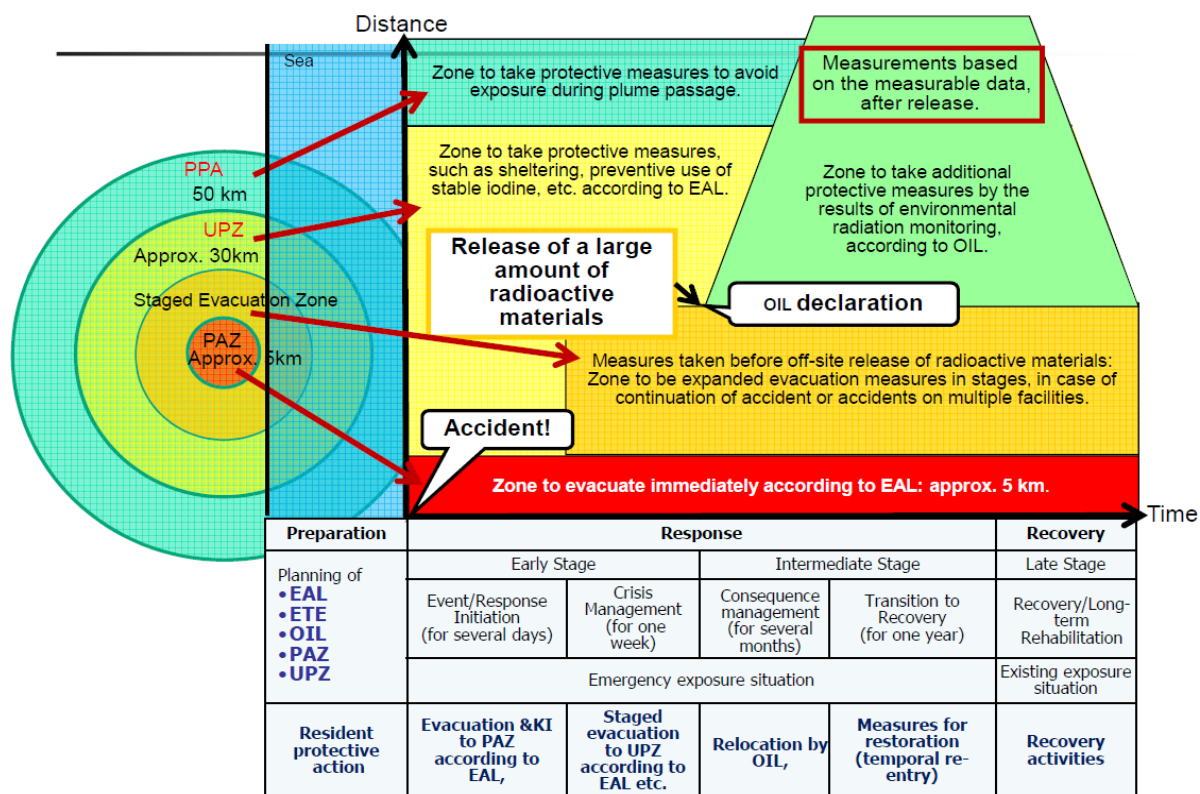 Distance
Sea
Zone to take protective measures to avoid
exposure during plume passage.
Measurements based
on the measurable data,
after release.
Zone to take protective measures,
such as sheltering, preventive use of
stable iodine, etc. according to EAL.
PPA
50 km
UPZ
Approx. 30km
Staged Evacuation Zone
PAZ
Approx. 5km
Zone to take additional
protective measures by the
results of environmental
radiation monitoring,
according to OIL.
Release of a large
amount of
radioactive
materials
OIL declaration
Measures taken before off-site release of radioactive materials:
Zone to be expanded evacuation measures in stages, in case of
continuation of accident or accidents on multiple facilities.
Accident!
Zone to evacuate immediately according to EAL: approx. 5 km.
Time
Preparation
Response
Recovery
Early Stage
Intermediate Stage
Late Stage
Planning of
•EAL
•ETE
•OIL
•PAZ
•UPZ
Event/Response
Initiation
(for several days)
Crisis
Management
(for one
week)
Consequence
management
(for several
months)
Transition to
Recovery
(for one year)
Recovery/Long-
term
Rehabilitation
Emergency exposure situation
Existing exposure
situation
Resident
protective
action
Evacuation &KI
to PAZ
according to
EAL,
Staged
evacuation
to UPZ
according to
EAL etc.
Relocation by
OIL,
Measures for
restoration
(temporal re-
entry)
Recovery
activities